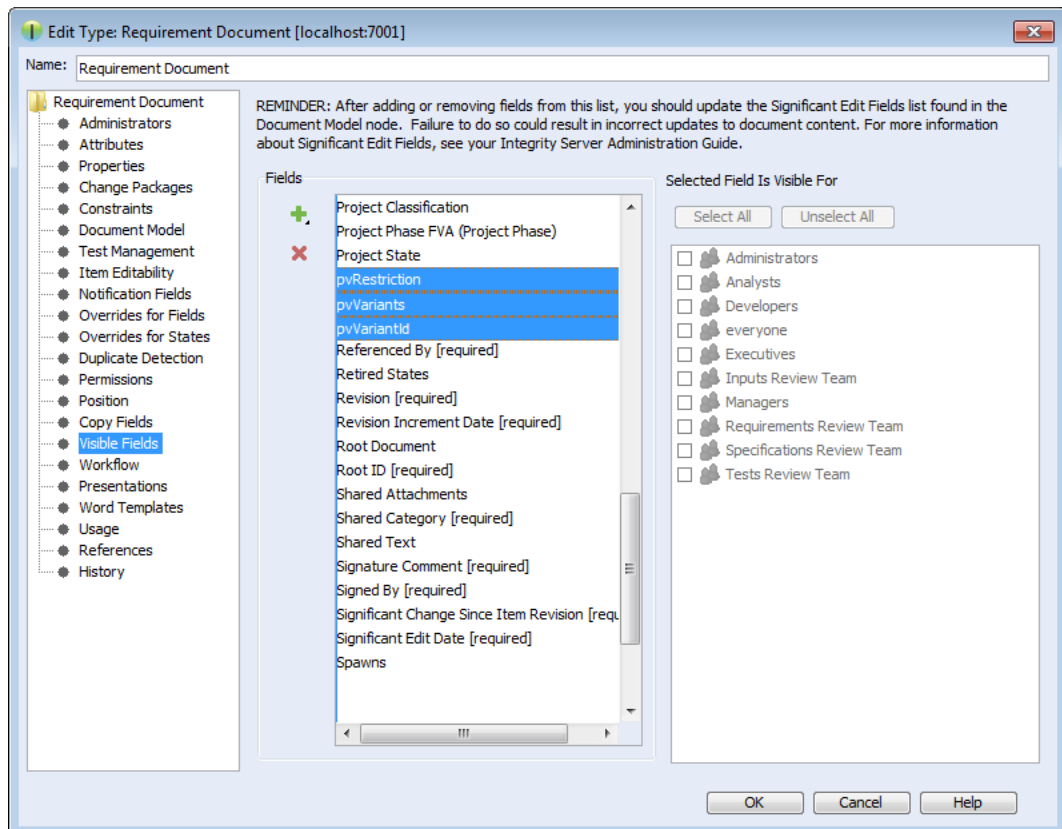 Edit Type: Requirement Document [localhost:7001]
Name: Requirement Document
Requirement Document
Administrators
Attributes
Properties
Change Packages
Constraints
Document Model
Test Management
Item Editability
Notification Fields
Overrides for Fields
Overrides for States
Duplicate Detection
Permissions
Position
Copy Fields
Visible Fields
Workflow
Presentations
Word Templates
Usage
References
History
REMINDER: After adding or removing fields from this list, you should update the Significant Edit Fields list found in the
Document Model node. Failure to do so could result in incorrect updates to document content. For more information
about Significant Edit Fields, see your Integrity Server Administration Guide.
Fields
Project Classification
Project Phase FVA (Project Phase)
Project State
pvRestriction
pvVariants
pvVariantId
Referenced By [required]
Retired States
Revision [required]
Revision Increment Date [required]
Root Document
Root ID [required]
Shared Attachments
Shared Category [required]
Shared Text
Signature Comment [required]
Signed By [required]
Significant Change Since Item Revision [requ
Significant Edit Date [required]
Spawns
Selected Field Is Visible For
Select All Unselect All
Administrators
Analysts
Developers
everyone
Executives
Inputs Review Team
Managers
Requirements Review Team
Specifications Review Team
Tests Review Team
OK Cancel Help